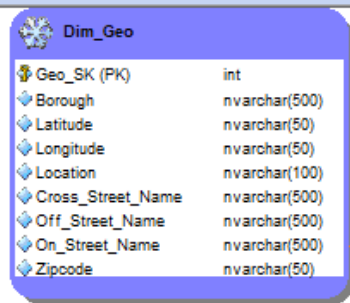 Dim_Geo
Geo_SK (PK) int
Borough nvarchar(500)
Latitude nvarchar(50)
Longitude nvarchar(50)
Location nvarchar(100)
Cross_Street_Name nvarchar(500)
Off_Street_Name nvarchar(500)
On_Street_Name nvarchar(500)
Zipcode nvarchar(50)